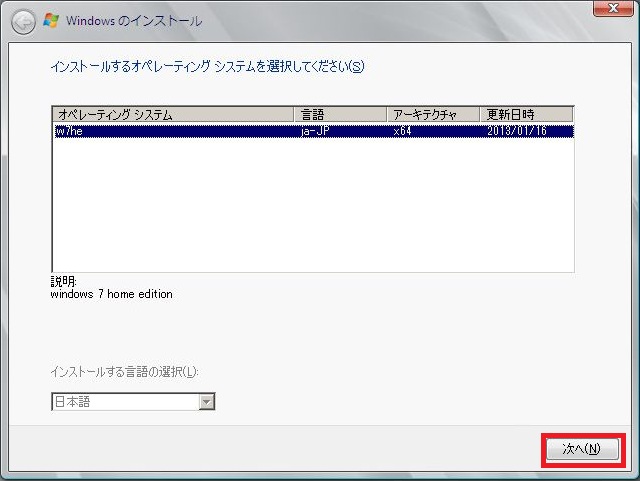 Windows のインストール
インストールするオペレーティング システムを選択してください(S)
オペレーティング システム 言語 アーキテクチャ 更新日時
w7he ja-JP x64 2013/01/16
説明:
windows 7 home edition
インストールする言語の選択(L):
日本語
次へ(N)